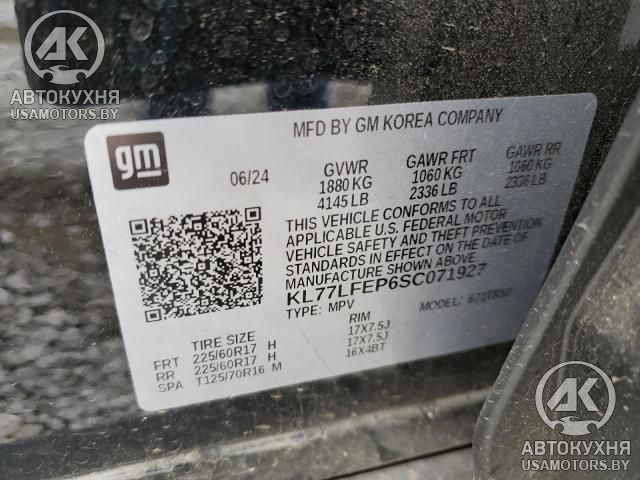 AK
АВТОКУХНЯ
USAMOTORS.BY
gm
MFD BY GM KOREA COMPANY
06/24
GVWR
1880 KG
4145 LB
GAWR FRT
1060 KG
2336 LB
GAWR RR
1060 KG
2336 LB
THIS VEHICLE CONFORMS TO ALL
APPLICABLE U.S. FEDERAL MOTOR
VEHICLE SAFETY AND THEFT PREVENTION
STANDARDS IN EFFECT ON THE DATE OF
MANUFACTURE SHOWN ABOVE.
KL77LFEP6SC071927
TYPE: MPV
MODEL:
TIRE SIZE
RIM
FRT 225/60R17 H 17X7.5J
RR 225/60R17 H 17X7.5J
SPA T125/70R16 M 16X4BT
AK
АВТОКУХНЯ
USAMOTORS.BY